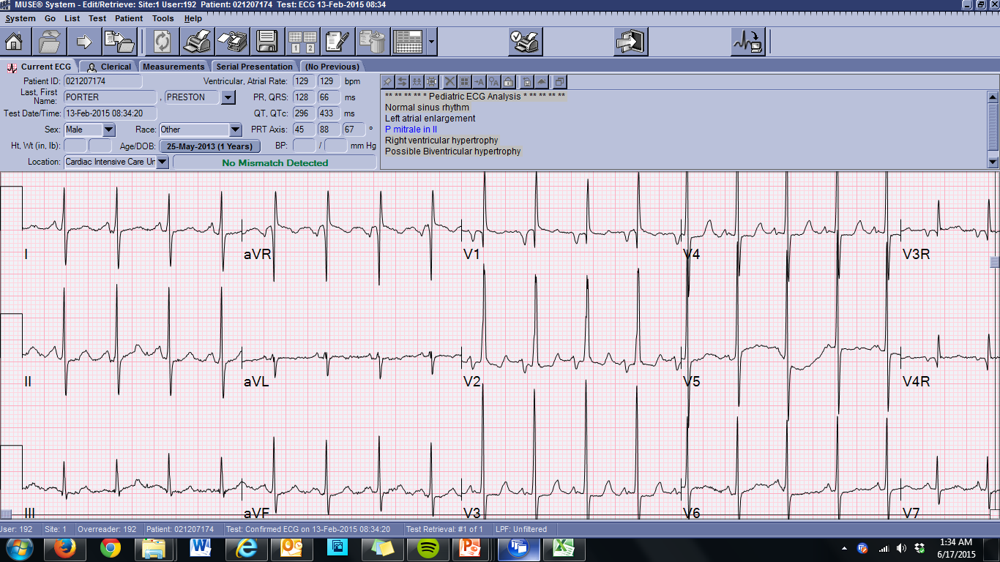 MUSE® System - Edit/Retrieve: Site:1 User:192 Patient: 021207174 Test: ECG 13-Feb-2015 08:34
System Go List Test Patient Tools Help
1 2
Current ECG Clerical Measurements Serial Presentation (No Previous)
Patient ID: 021207174 Ventricular, Atrial Rate: 129 129 bpm
Last, First Name: PORTER , PRESTON PR, QRS: 128 66 ms
Test Date/Time: 13-Feb-2015 08:34:20 QT, QTc: 296 433 ms
Sex: Male Race: Other PRT Axis: 45 88 67 °
Ht, Wt (in, lb): Age/DOB: 25-May-2013 (1 Years) BP: / mm Hg
Location: Cardiac Intensive Care Un No Mismatch Detected
** ** ** ** * Pediatric ECG Analysis * ** ** ** **
Normal sinus rhythm
Left atrial enlargement
P mitrale in II
Right ventricular hypertrophy
Possible Biventricular hypertrophy
I aVR V1 V4 V3R
II aVL V2 V5 V4R
III aVF V3 V6 V7
User: 192 Site: 1 Overreader: 192 Patient: 021207174 Test: Confirmed ECG on 13-Feb-2015 08:34:20 Test Retrieval: #1 of 1 LPF: Unfiltered
1:34 AM
6/17/2015